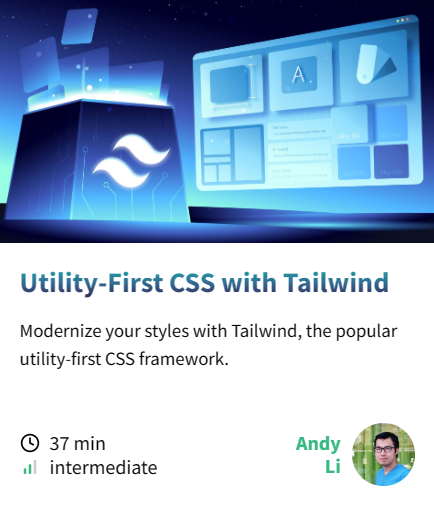 A
Utility-First CSS with Tailwind
Modernize your styles with Tailwind, the popular
utility-first CSS framework.
37 min
intermediate
Andy
Li